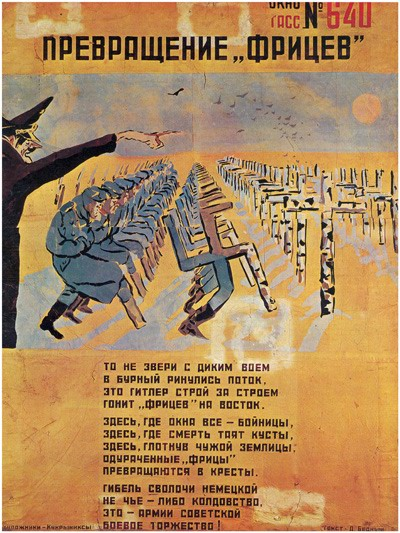 ОКНО
ТАСС № 640
ПРЕВРАЩЕНИЕ „ФРИЦЕВ"
ТО НЕ ЗВЕРИ С ДИКИМ ВОЕМ
В БУРНЫЙ РИНУЛИСЬ ПОТОК,
ЭТО ГИТЛЕР СТРОЙ ЗА СТРОЕМ
ГОНИТ „ФРИЦЕВ" НА ВОСТОК.
ЗДЕСЬ, ГДЕ ОКНА ВСЕ – БОЙНИЦЫ,
ЗДЕСЬ, ГДЕ СМЕРТЬ ТАЯТ КУСТЫ,
ЗДЕСЬ, ГЛОТНУВ ЧУЖОЙ ЗЕМЛИЦЫ,
ОДУРАЧЕННЫЕ „ФРИЦЫ"
ПРЕВРАЩАЮТСЯ В КРЕСТЫ.
ГИБЕЛЬ СВОЛОЧИ НЕМЕЦКОЙ
НЕ ЧЬЕ – ЛИБО КОЛДОВСТВО,
ЭТО – АРМИИ СОВЕТСКОЙ
БОЕВОЕ ТОРЖЕСТВО!
ХУДОЖНИКИ – КУКРЫНИКСЫ
ТЕКСТ – Д. БЕДНЫЙ